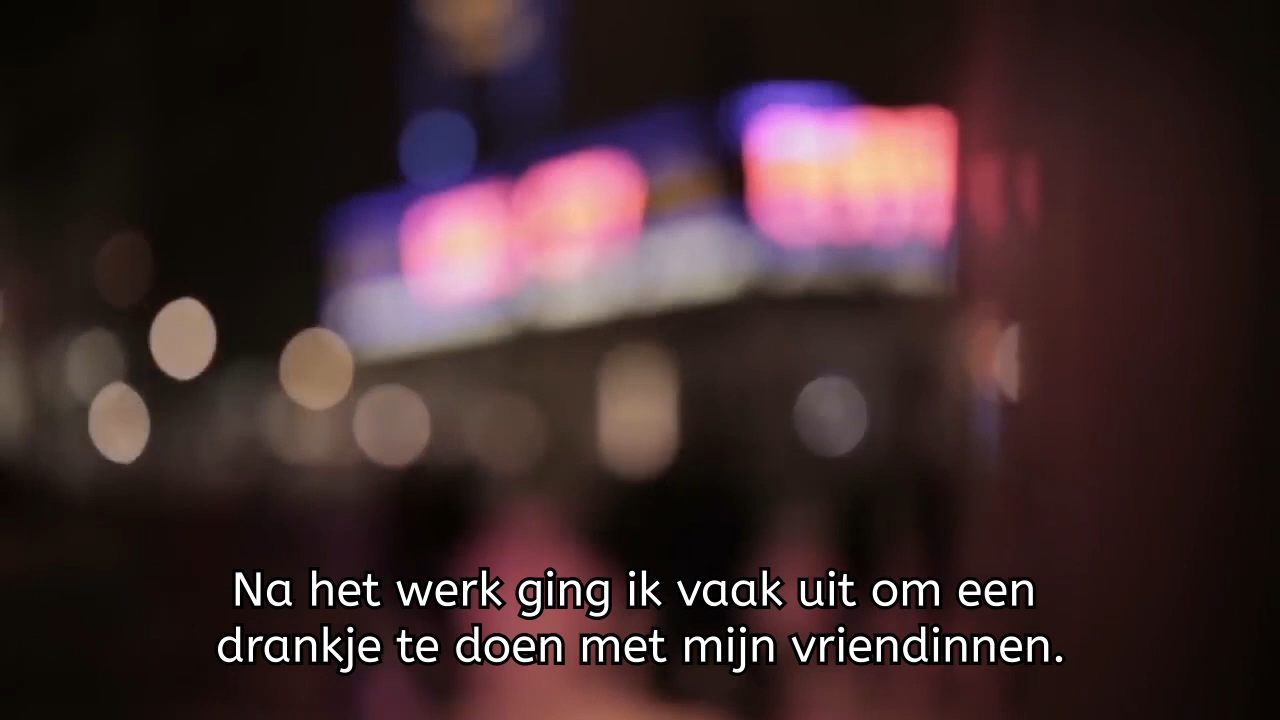 Na het werk ging ik vaak uit om een
drankje te doen met mijn vriendinnen.